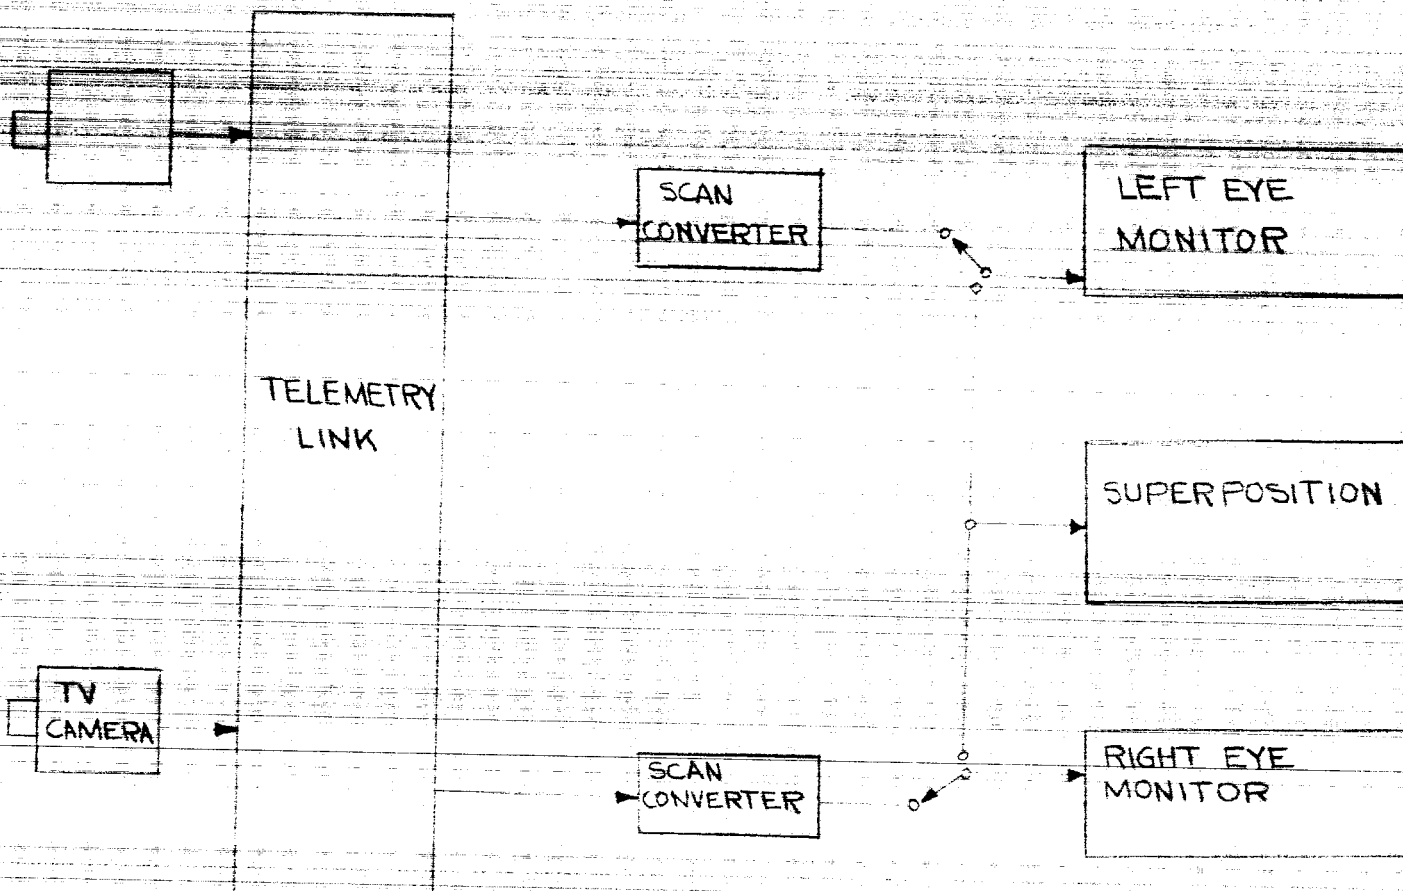 SCAN
CONVERTER
LEFT EYE
MONITOR
TELEMETRY
LINK
SUPERPOSITION
TV
CAMERA
SCAN
CONVERTER
RIGHT EYE
MONITOR